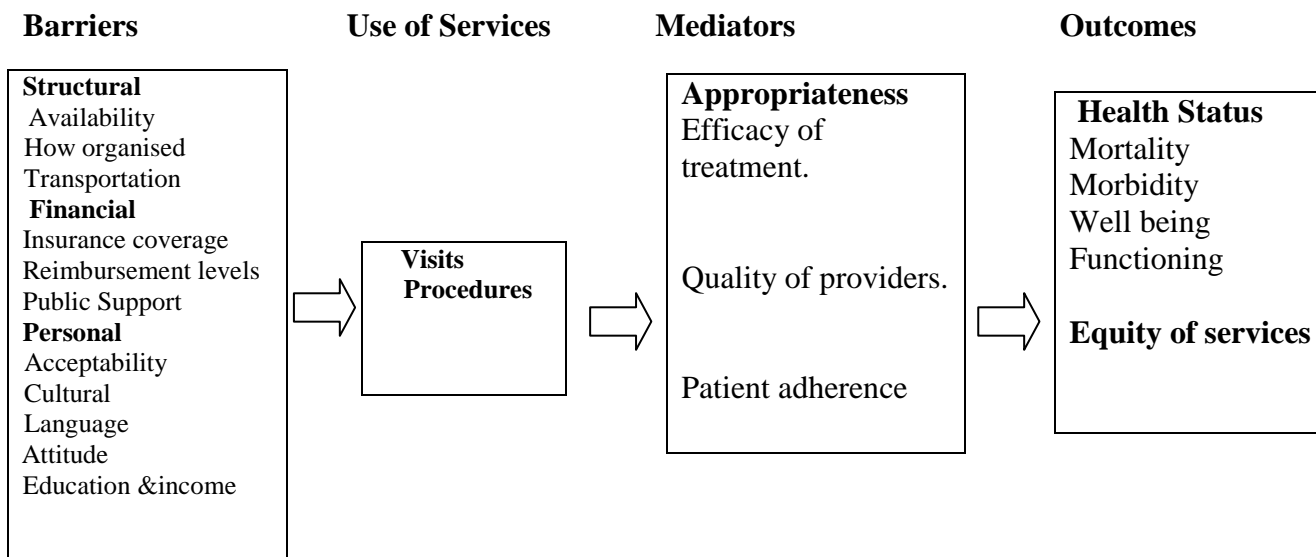 Barriers Use of Services Mediators Outcomes
Structural
Availability
How organised
Transportation
Financial
Insurance coverage
Reimbursement levels
Public Support
Personal
Acceptability
Cultural
Language
Attitude
Education &income
Visits
Procedures
Appropriateness
Efficacy of
treatment.
Quality of providers.
Patient adherence
Health Status
Mortality
Morbidity
Well being
Functioning
Equity of services